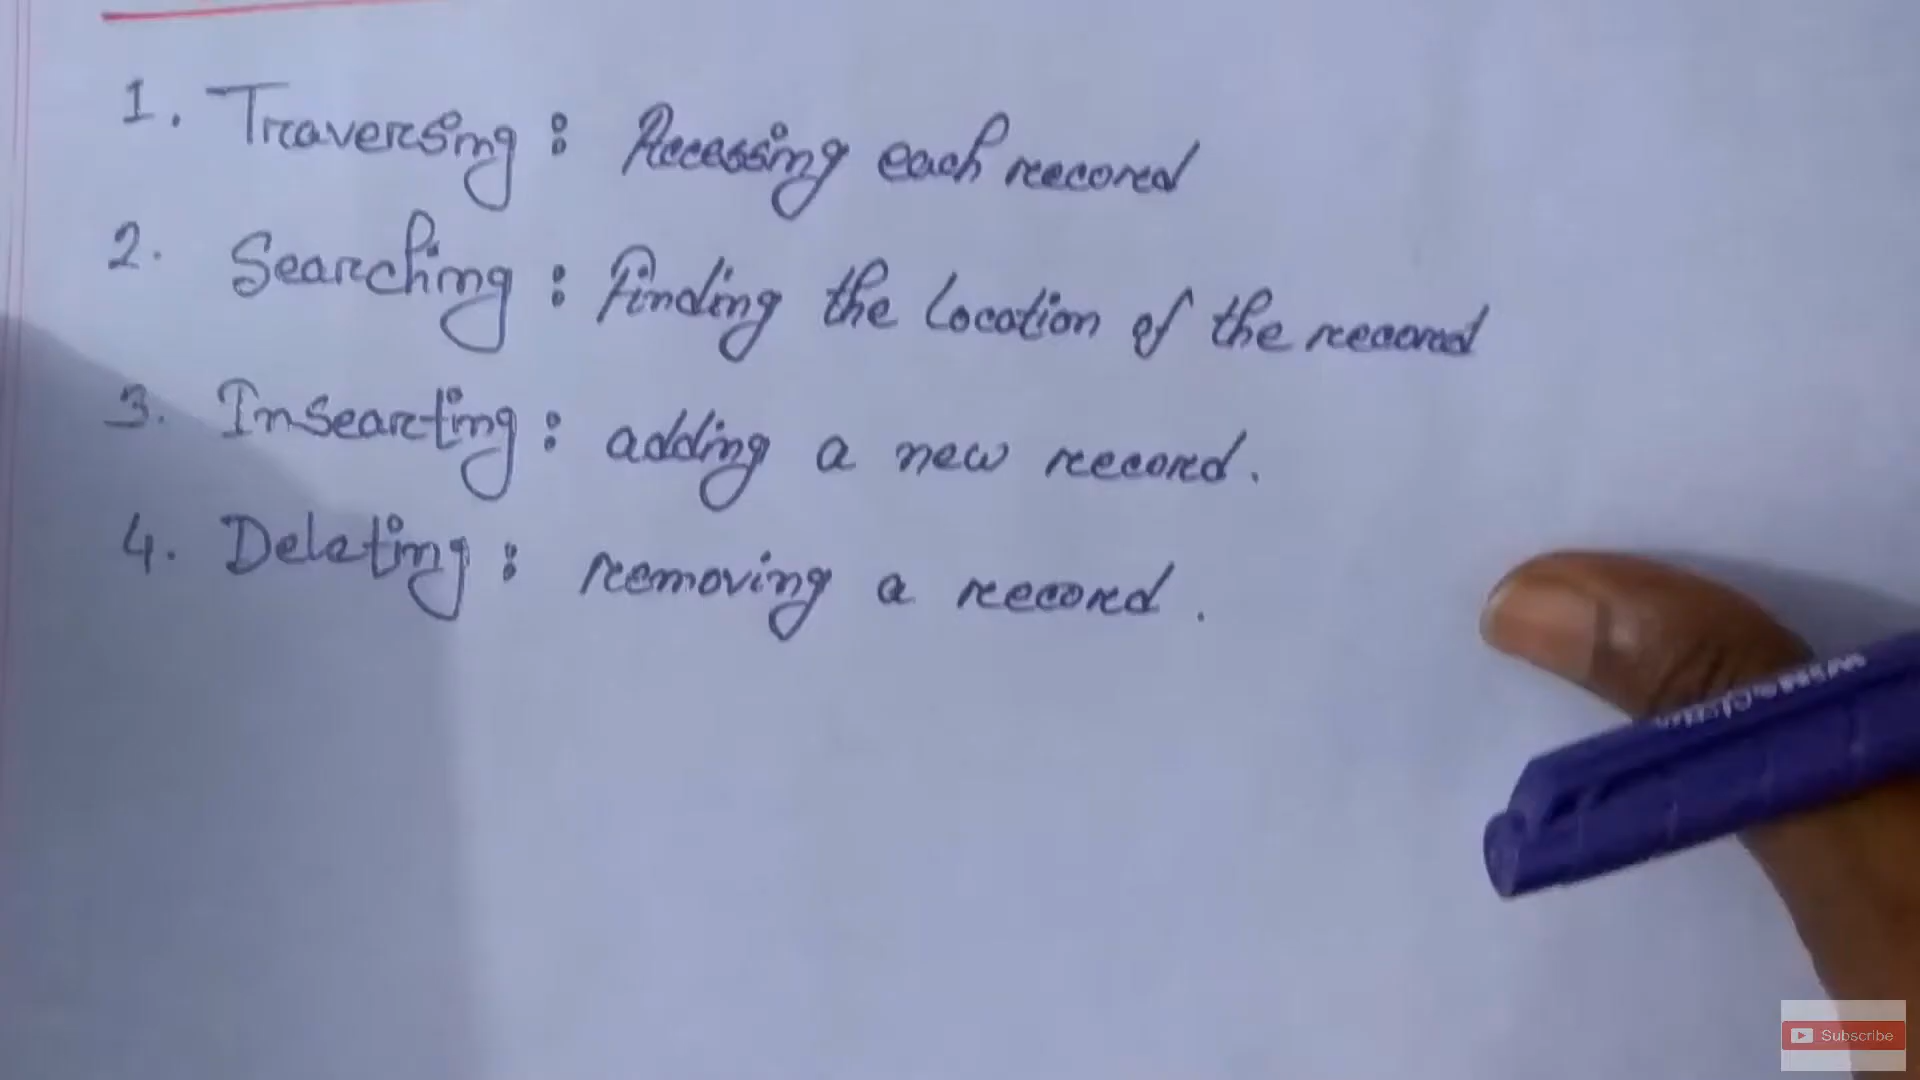 1. Traversing : Accessing each record
2. Searching : Finding the Location of the record
3. Insearting : adding a new record.
4. Deleting : removing a record.
Subscribe